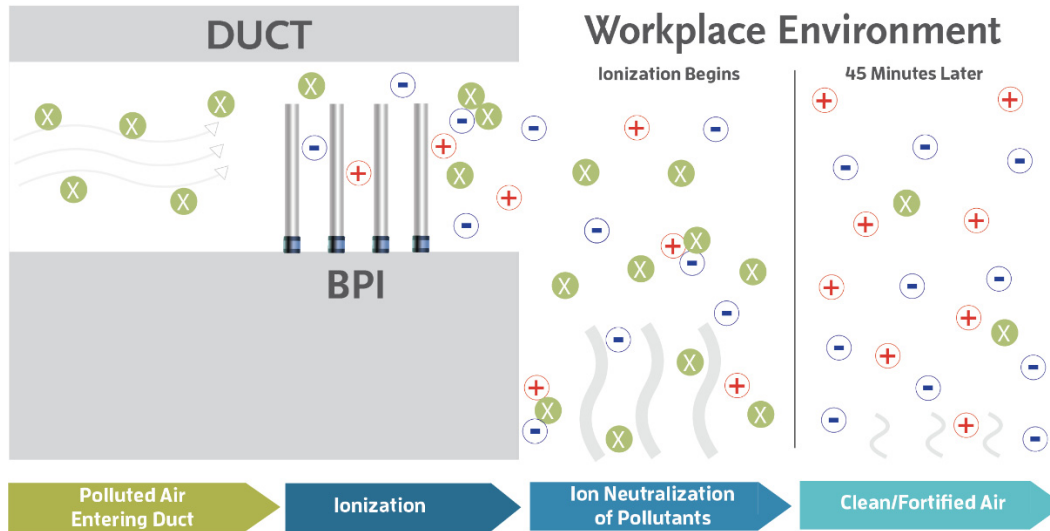 DUCT
BPI
Workplace Environment
Ionization Begins
45 Minutes Later
Polluted Air
Entering Duct
Ionization
Ion Neutralization
of Pollutants
Clean/Fortified Air